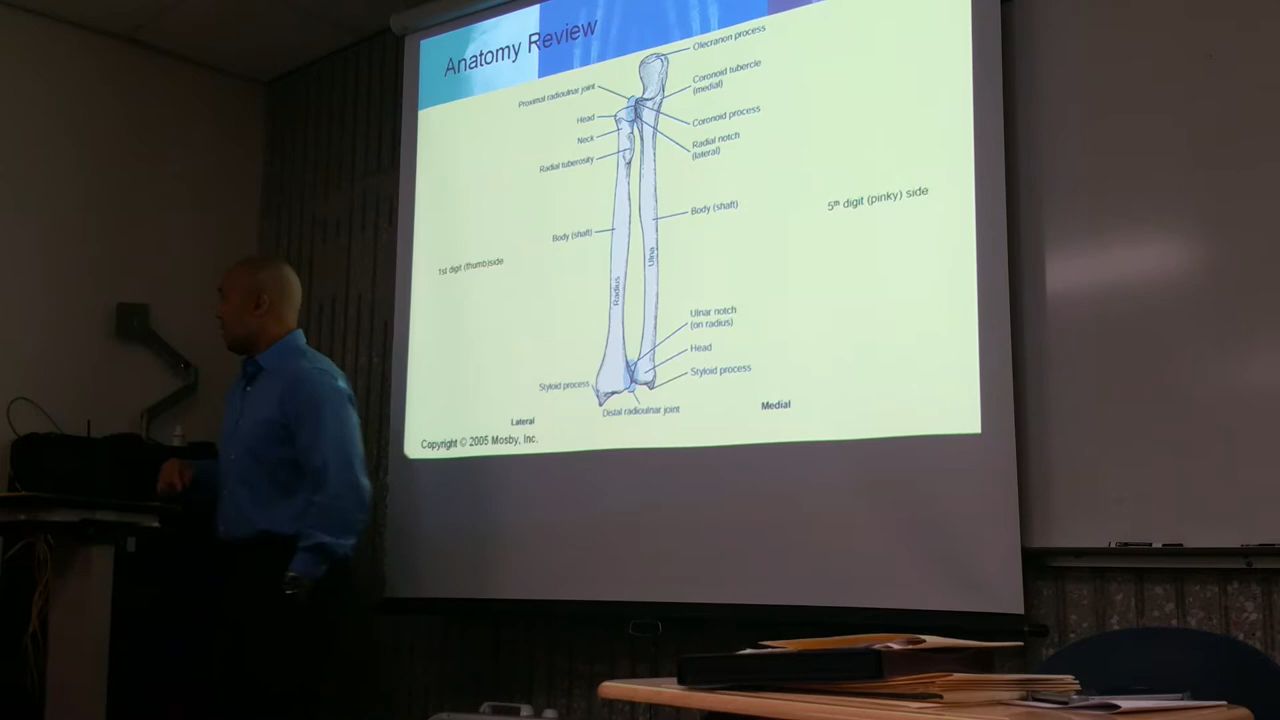 Anatomy Review
Olecranon process
Coronoid tubercle
(medial)
Proximal radioulnar joint
Coronoid process
Head
Neck
Radial notch
(lateral)
Radial tuberosity
5th digit (pinky) side
Body (shaft)
Body (shaft)
Ulna
1st digit (thumb)side
Radius
Ulnar notch
(on radius)
Head
Styloid process
Styloid process
Distal radioulnar joint
Medial
Lateral
Copyright © 2005 Mosby, Inc.